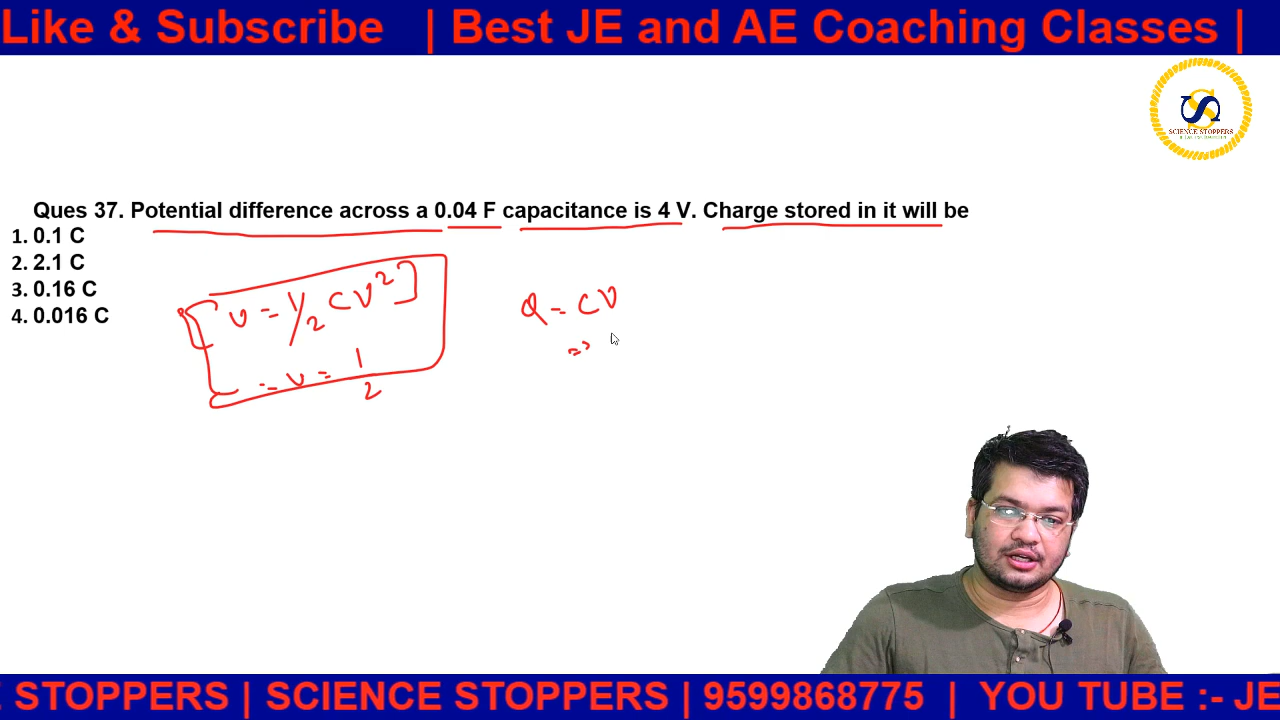 Like & Subscribe | Best JE and AE Coaching Classes |
SCIENCE STOPPERS
Ques 37. Potential difference across a 0.04 F capacitance is 4 V. Charge stored in it will be
1. 0.1 C
2. 2.1 C
3. 0.16 C
4. 0.016 C
[ U = 1/2 CV² ]
= U = 1/2
Q = CV
=>
E STOPPERS | SCIENCE STOPPERS | 9599868775 | YOU TUBE :- JE